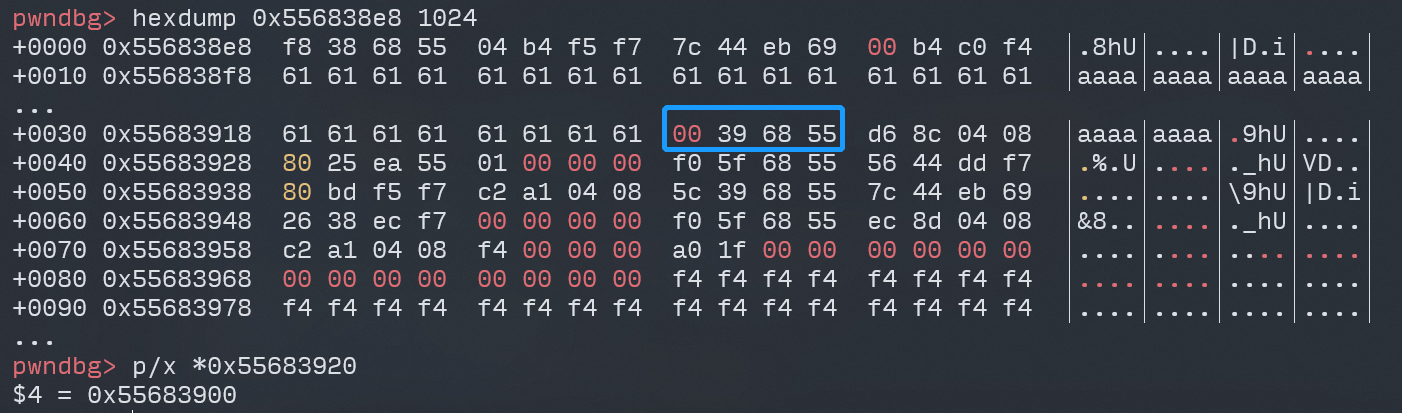 pwndbg> hexdump 0x556838e8 1024
+0000 0x556838e8  f8 38 68 55  04 b4 f5 f7  7c 44 eb 69  00 b4 c0 f4  |.8hU|....||D.i|....|
+0010 0x556838f8  61 61 61 61  61 61 61 61  61 61 61 61  61 61 61 61  |aaaa|aaaa|aaaa|aaaa|
...
+0030 0x55683918  61 61 61 61  61 61 61 61  00 39 68 55  d6 8c 04 08  |aaaa|aaaa|.9hU|....|
+0040 0x55683928  80 25 ea 55  01 00 00 00  f0 5f 68 55  56 44 dd f7  |.%.U|....|._hU|VD..|
+0050 0x55683938  80 bd f5 f7  c2 a1 04 08  5c 39 68 55  7c 44 eb 69  |....|....|\9hU||D.i|
+0060 0x55683948  26 38 ec f7  00 00 00 00  f0 5f 68 55  ec 8d 04 08  |&8..|....|._hU|....|
+0070 0x55683958  c2 a1 04 08  f4 00 00 00  a0 1f 00 00  00 00 00 00  |....|....|....|....|
+0080 0x55683968  00 00 00 00  00 00 00 00  f4 f4 f4 f4  f4 f4 f4 f4  |....|....|....|....|
+0090 0x55683978  f4 f4 f4 f4  f4 f4 f4 f4  f4 f4 f4 f4  f4 f4 f4 f4  |....|....|....|....|
...
pwndbg> p/x *0x55683920
$4 = 0x55683900